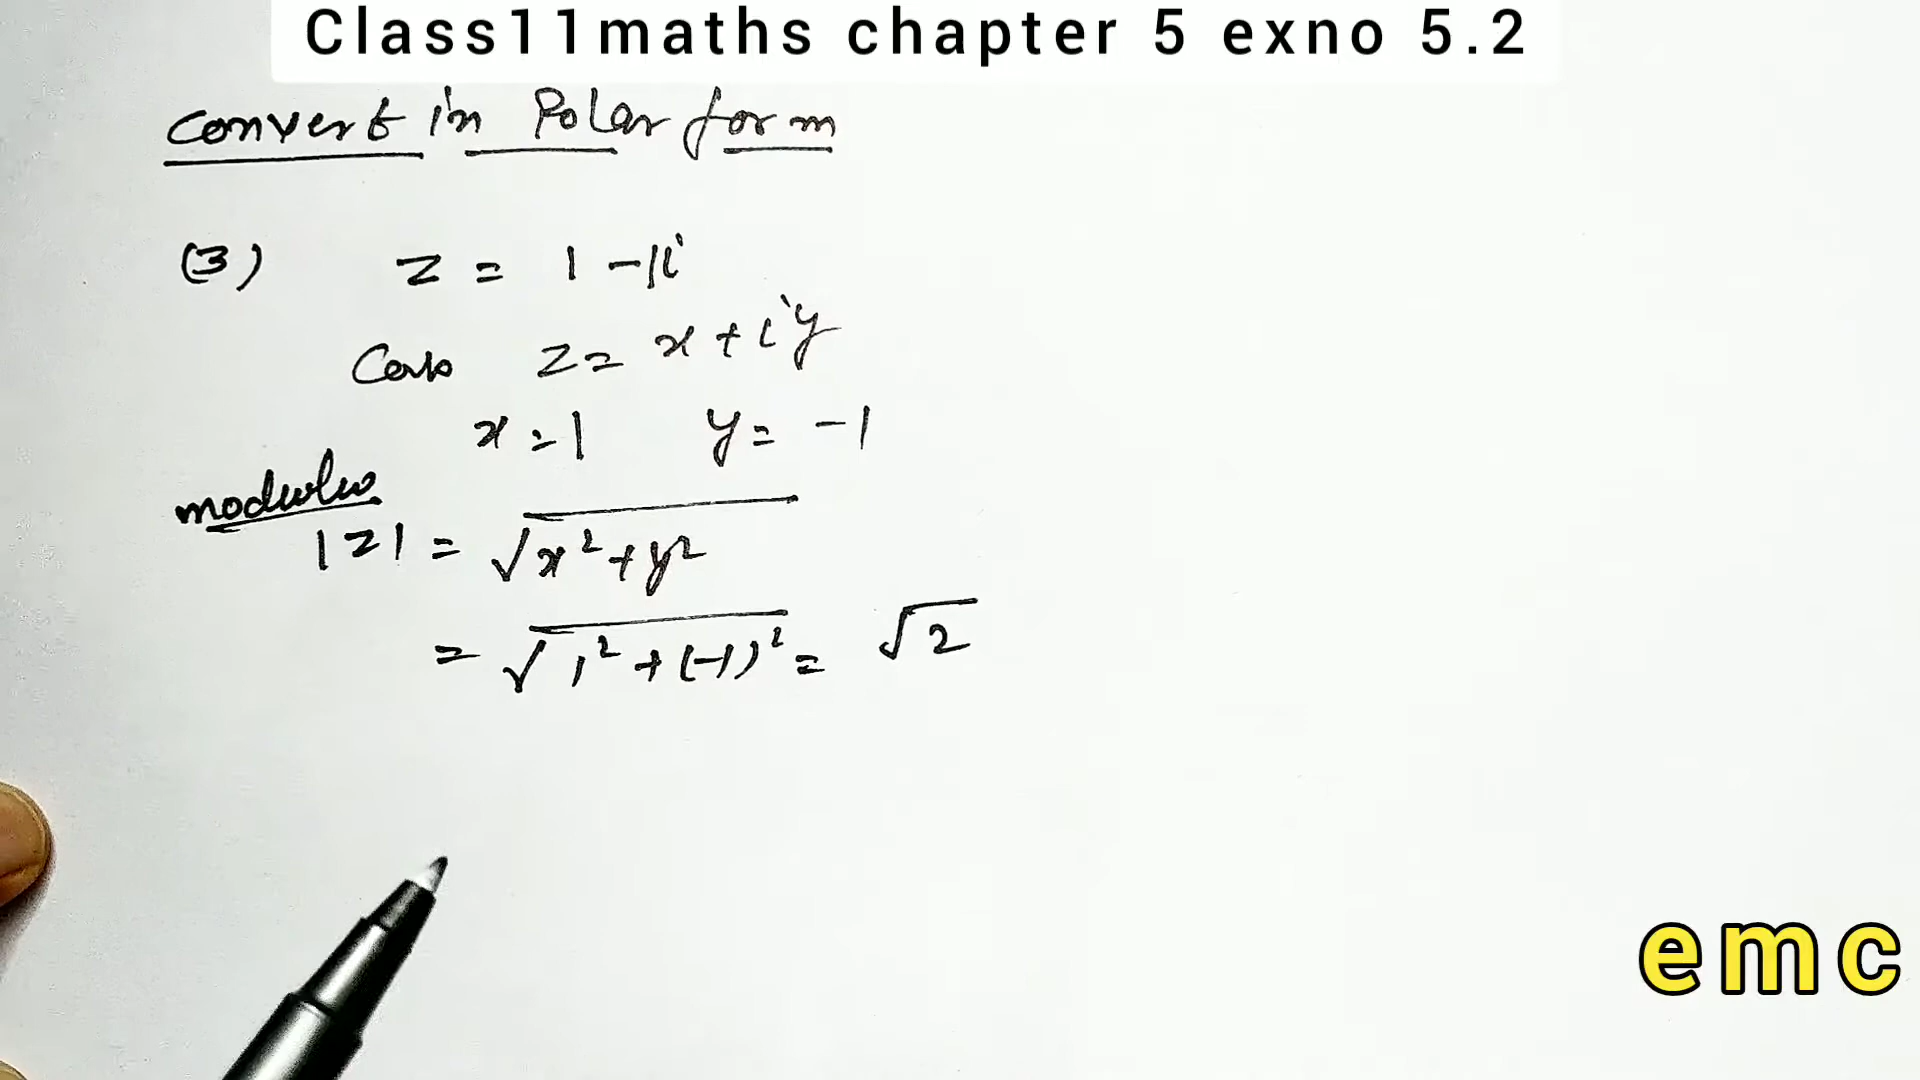 Class11maths chapter 5 exno 5.2
Convert in Polar form
(3) z = 1 - 1i
z = x + iy
x = 1 y = -1
modulus
|z| = √x² + y²
= √1² + (-1)² = √2
emc